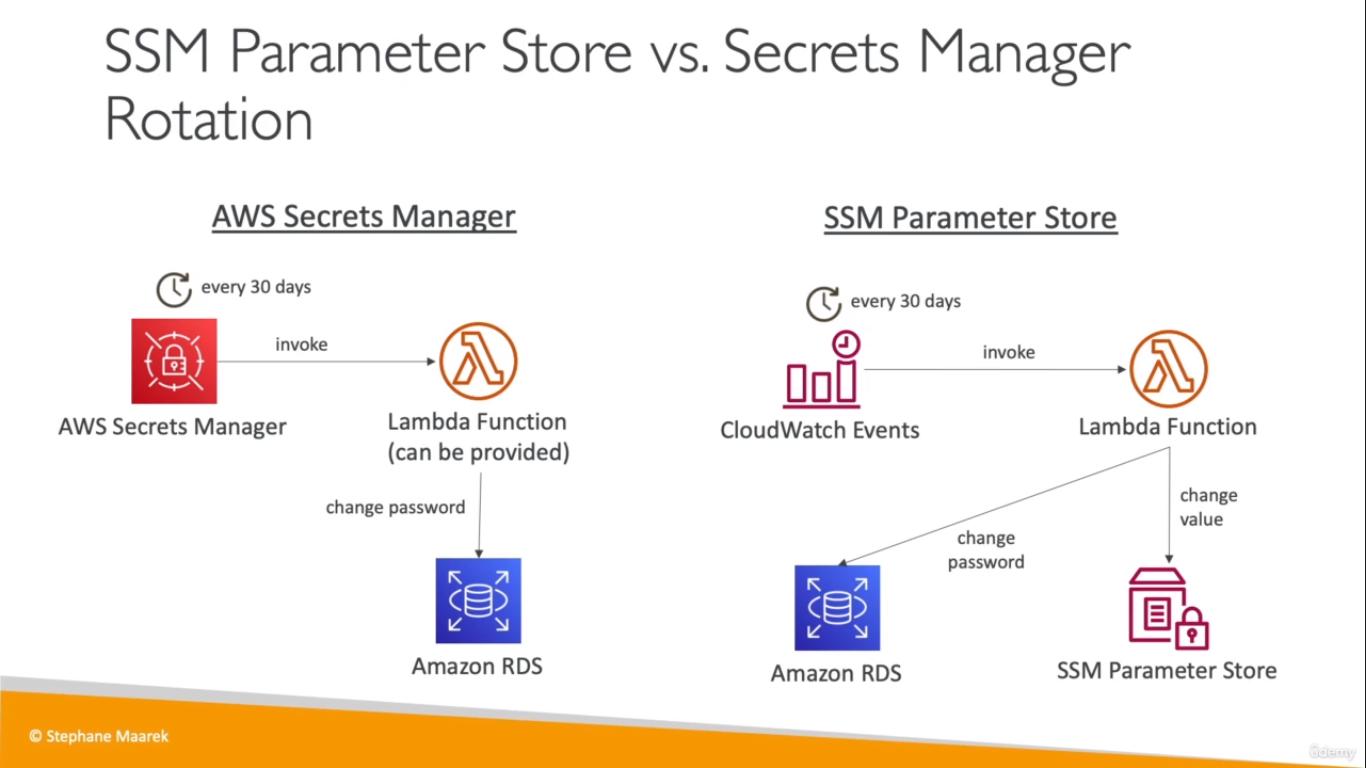 SSM Parameter Store vs. Secrets Manager
Rotation
AWS Secrets Manager
every 30 days
invoke
AWS Secrets Manager
Lambda Function
(can be provided)
change password
Amazon RDS
SSM Parameter Store
every 30 days
invoke
CloudWatch Events
Lambda Function
change
password
change
value
Amazon RDS
SSM Parameter Store
© Stephane Maarek
ûdemy